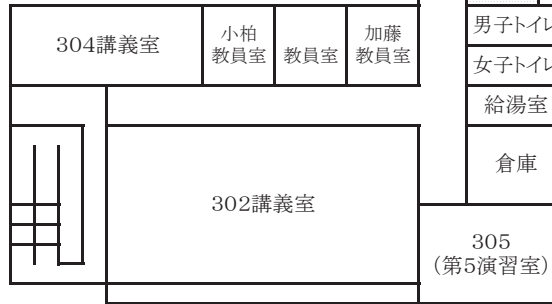 304講義室
小柏
教員室
教員室
加藤
教員室
男子トイレ
女子トイレ
給湯室
倉庫
302講義室
305
(第5演習室)